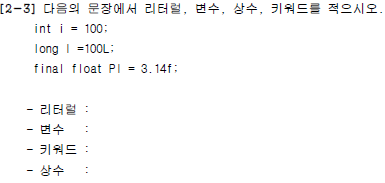 [2-3] 다음의 문장에서 리터럴, 변수, 상수, 키워드를 적으시오.
int i = 100;
long l =100L;
final float PI = 3.14f;
- 리터럴 :
- 변수 :
- 키워드 :
- 상수 :